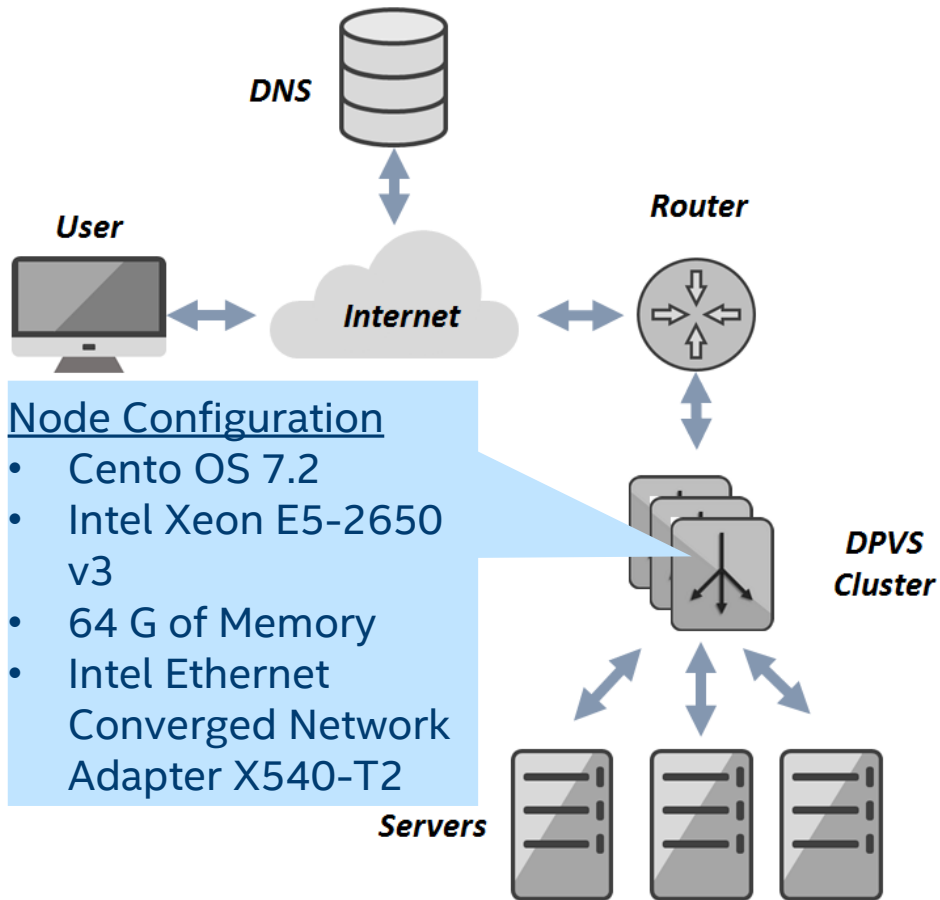 DNS
User
Router
Internet
Node Configuration
• Cento OS 7.2
• Intel Xeon E5-2650
v3
• 64 G of Memory
• Intel Ethernet
Converged Network
Adapter X540-T2
DPVS
Cluster
Servers